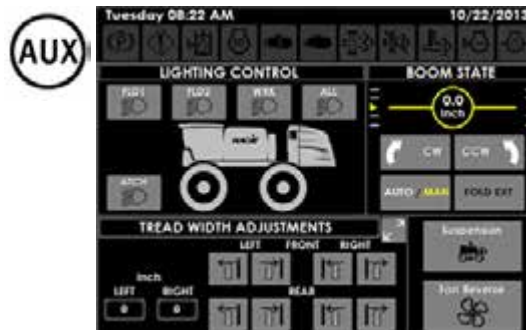 AUX
Tuesday 08:22 AM 10/22/2013
(P) (!)
LIGHTING CONTROL
FLD1 FLD2 WRK ALL
ATCH
BOOM STATE
0.0
inch
CW CCW
AUTO / MAN FOLD EXT
TREAD WIDTH ADJUSTMENTS
LEFT FRONT RIGHT
inch
LEFT RIGHT
REAR
0 0
Suspension
Fan Reverse